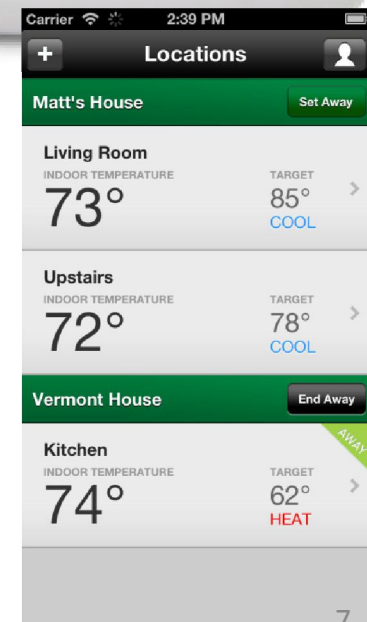 Carrier 2:39 PM
+ Locations
Matt's House Set Away
Living Room
INDOOR TEMPERATURE TARGET
73° 85°
COOL
Upstairs
INDOOR TEMPERATURE TARGET
72° 78°
COOL
Vermont House End Away
AWAY
Kitchen
INDOOR TEMPERATURE TARGET
74° 62°
HEAT
7